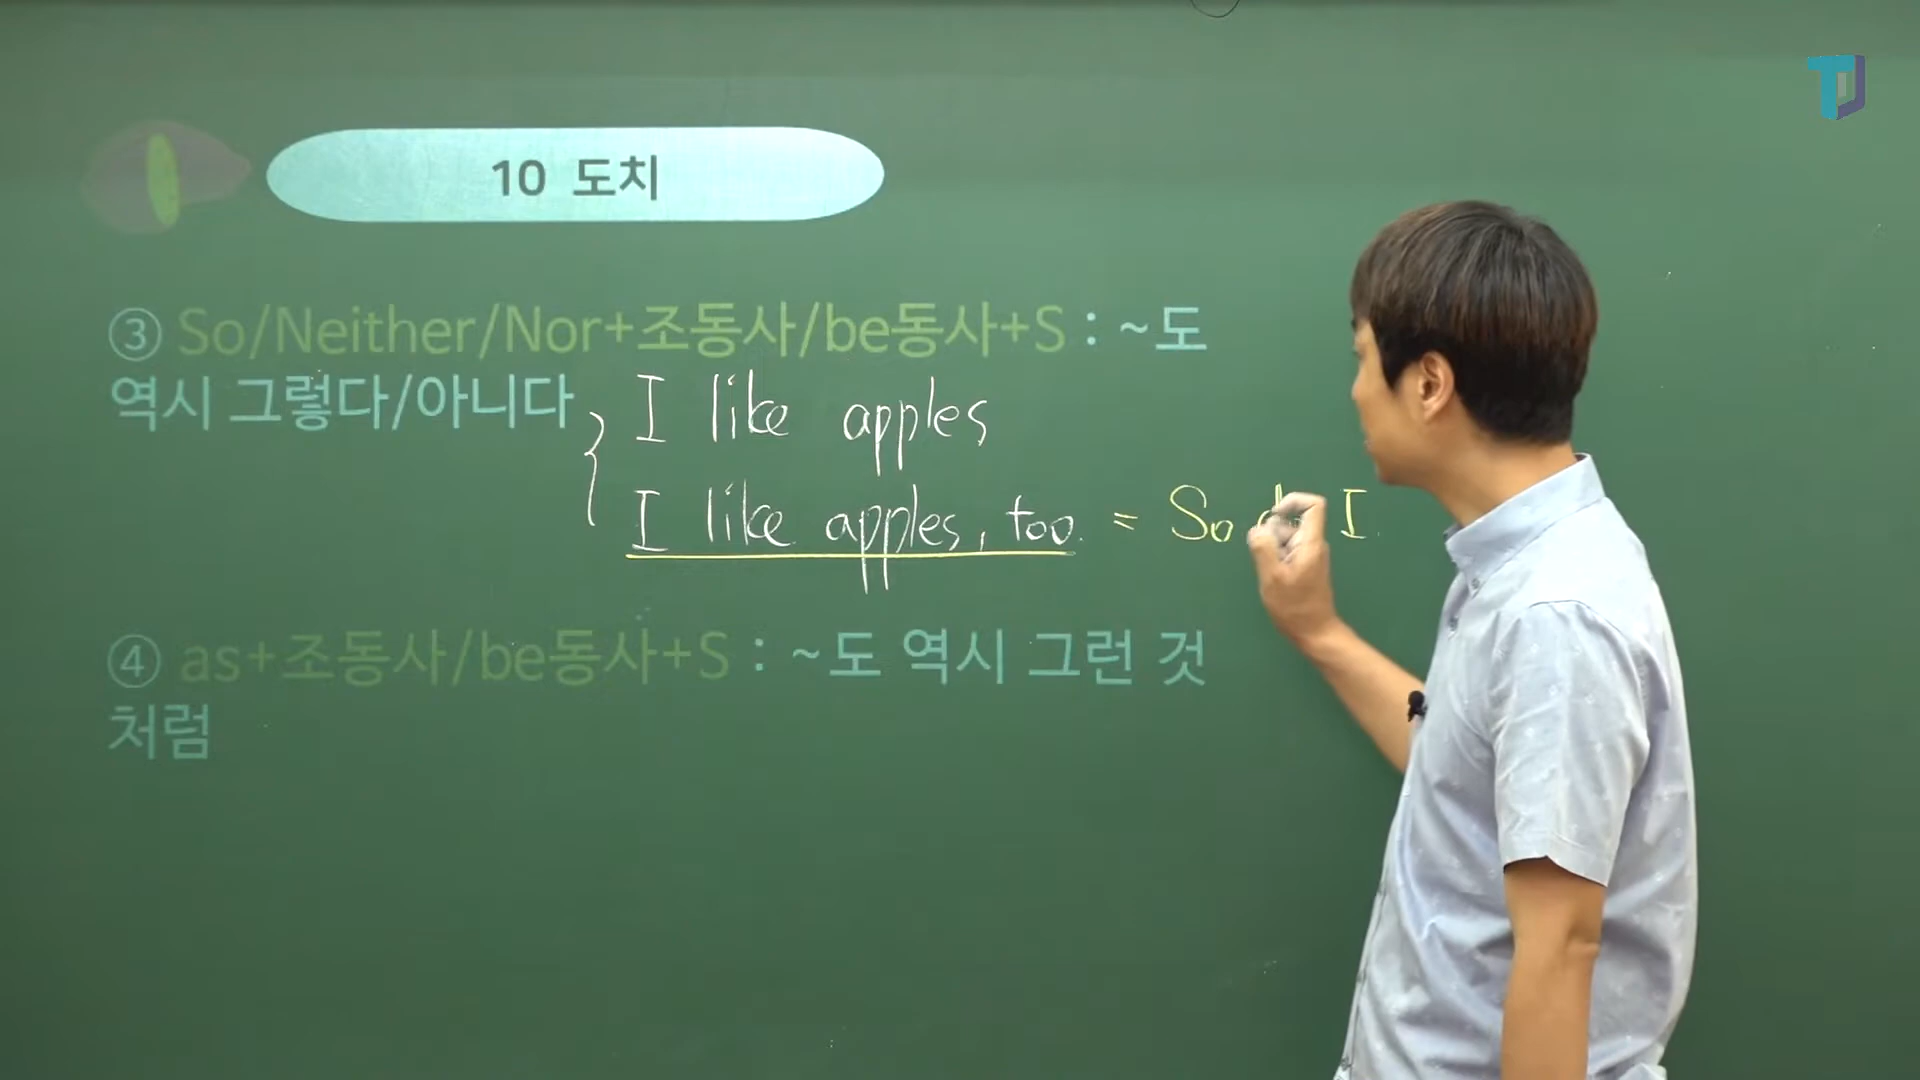 10 도치
③ So/Neither/Nor+조동사/be동사+S : ~도
역시 그렇다/아니다
I like apples
I like apples, too. = So do I.
④ as+조동사/be동사+S : ~도 역시 그런 것
처럼